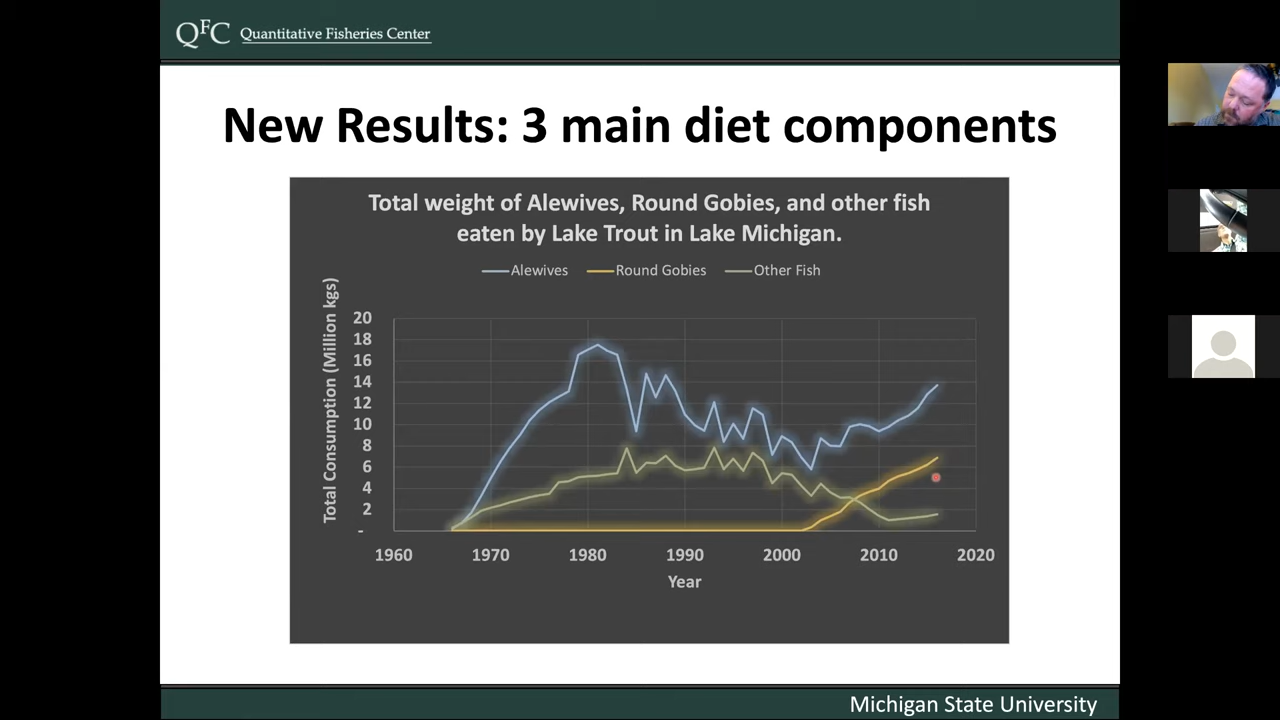 QFC Quantitative Fisheries Center
New Results: 3 main diet components
Total weight of Alewives, Round Gobies, and other fish
eaten by Lake Trout in Lake Michigan.
Alewives Round Gobies Other Fish
Total Consumption (Million kgs)
20
18
16
14
12
10
8
6
4
2
-
1960 1970 1980 1990 2000 2010 2020
Year
Michigan State University